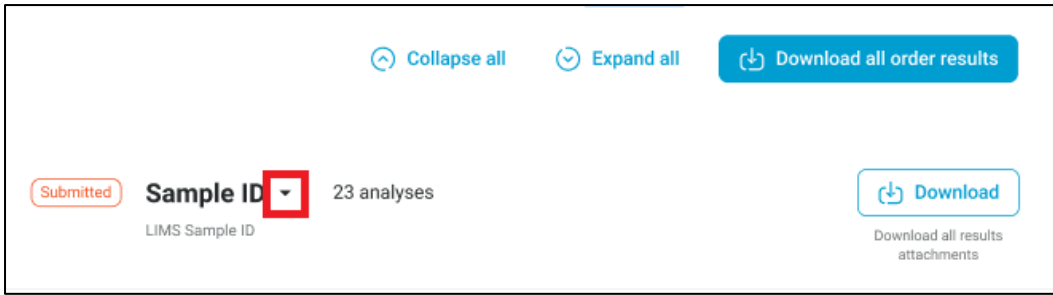 Collapse all
Expand all
Download all order results
Submitted
Sample ID
23 analyses
Download
LIMS Sample ID
Download all results
attachments